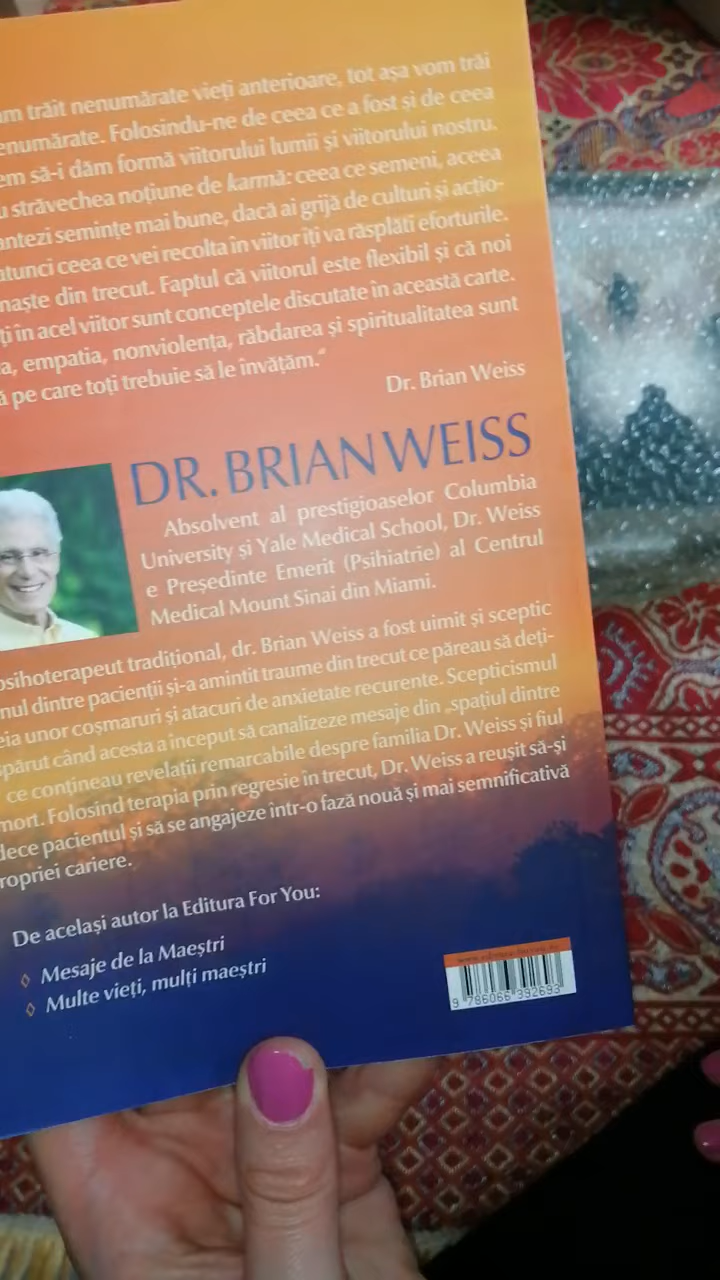 am trăit nenumărate vieți anterioare, tot așa vom trăi
enumărate. Folosindu-ne de ceea ce a fost și de ceea
em să-i dăm formă viitorului lumii și viitorului nostru.
u străvechea noțiune de karmă: ceea ce semeni, aceea
antezi semințe mai bune, dacă ai grijă de culturi și acțio-
atunci ceea ce vei recolta în viitor îți va răsplăti eforturile.
naște din trecut. Faptul că viitorul este flexibil și că noi
ți în acel viitor sunt conceptele discutate în această carte.
a, empatia, nonviolența, răbdarea și spiritualitatea sunt
ă pe care toți trebuie să le învățăm.“
Dr. Brian Weiss
DR. BRIAN WEISS
Absolvent al prestigioaselor Columbia
University și Yale Medical School, Dr. Weiss
e Președinte Emerit (Psihiatrie) al Centrul
Medical Mount Sinai din Miami.
psihoterapeut tradițional, dr. Brian Weiss a fost uimit și sceptic
nul dintre pacienții și-a amintit traume din trecut ce păreau să deți-
eia unor coșmaruri și atacuri de anxietate recurente. Scepticismul
spărut când acesta a început să canalizeze mesaje din „spațiul dintre
ce conțineau revelații remarcabile despre familia Dr. Weiss și fiul
mort. Folosind terapia prin regresie în trecut, Dr. Weiss a reușit să-și
dece pacientul și să se angajeze într-o fază nouă și mai semnificativă
ropriei cariere.
De același autor la Editura For You:
◊ Mesaje de la Maeștri
◊ Multe vieți, mulți maeștri
9 786066 392693